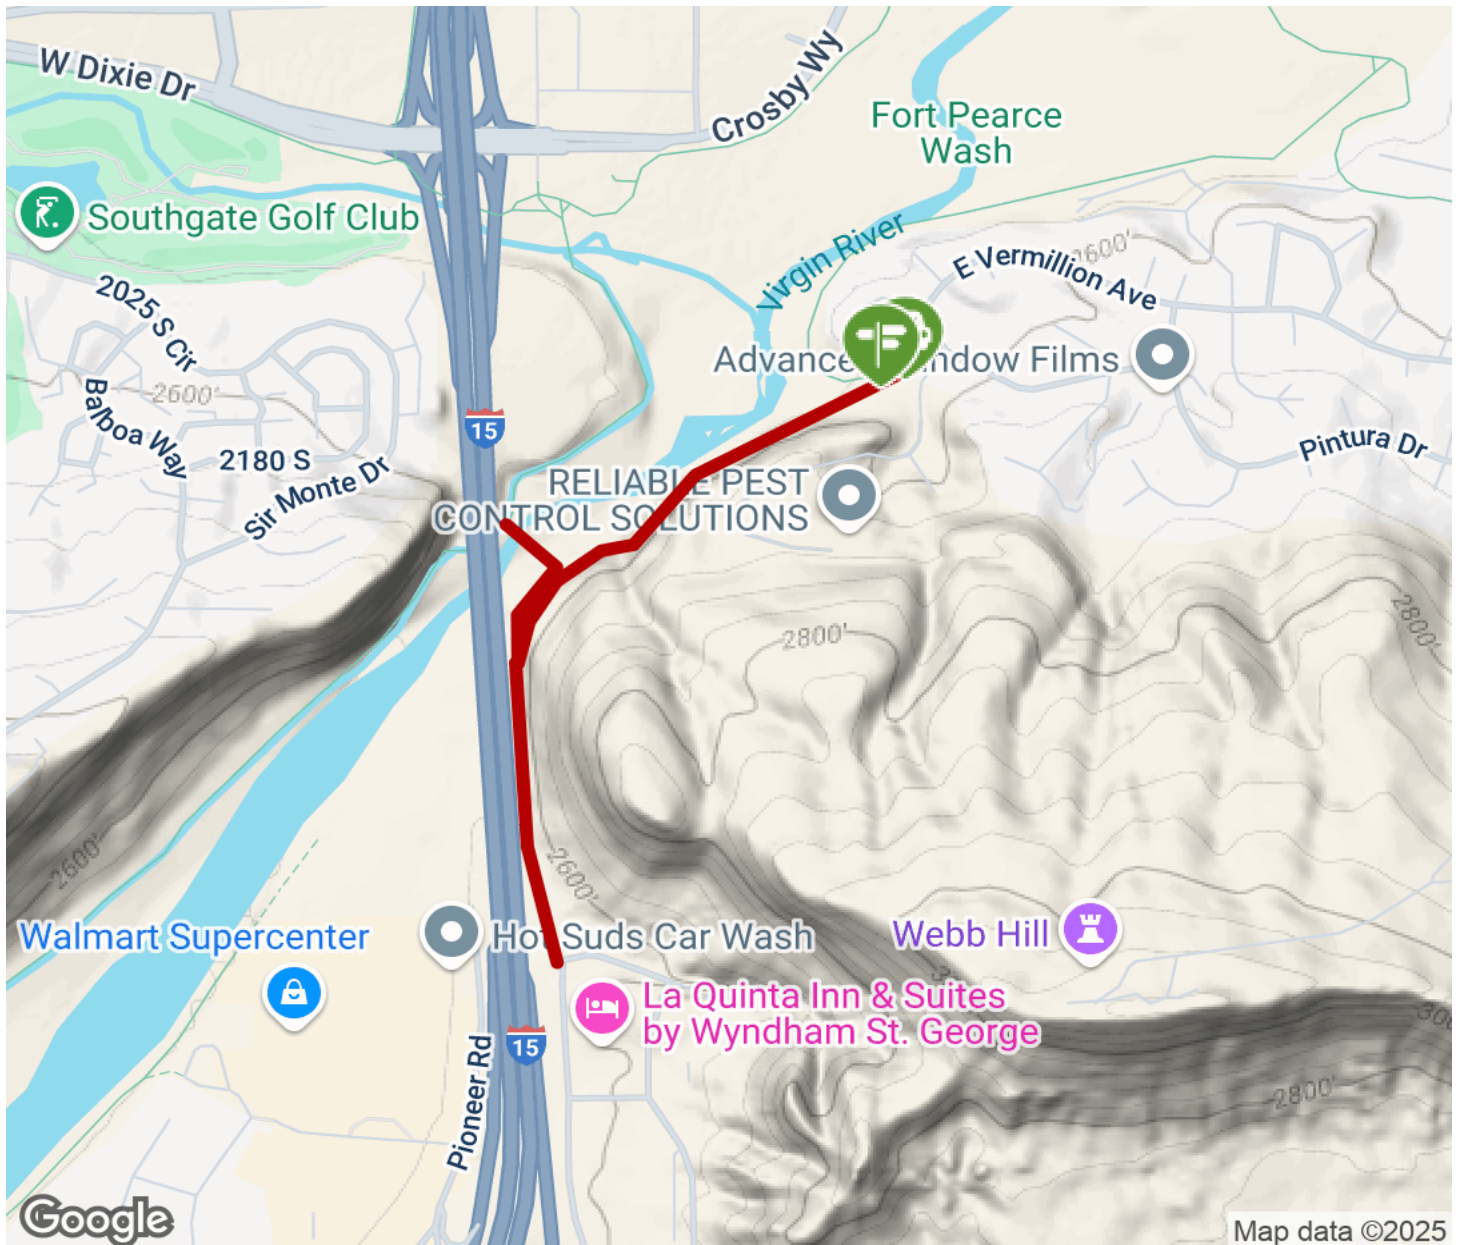 W Dixie Dr
Crosby Wy
Fort Pearce
Wash
Southgate Golf Club
Virgin River
E Vermillion Ave
2600'
2025 S Cir
2600'
Balboa Way
2180 S
Sir Monte Dr
15
Pintura Dr
RELIABLE PEST
CONTROL SOLUTIONS
2800'
2800'
2600'
2600'
Walmart Supercenter
Hot Suds Car Wash
Webb Hill
La Quinta Inn & Suites
by Wyndham St. George
15
Pioneer Rd
2800'
Google
Map data ©2025